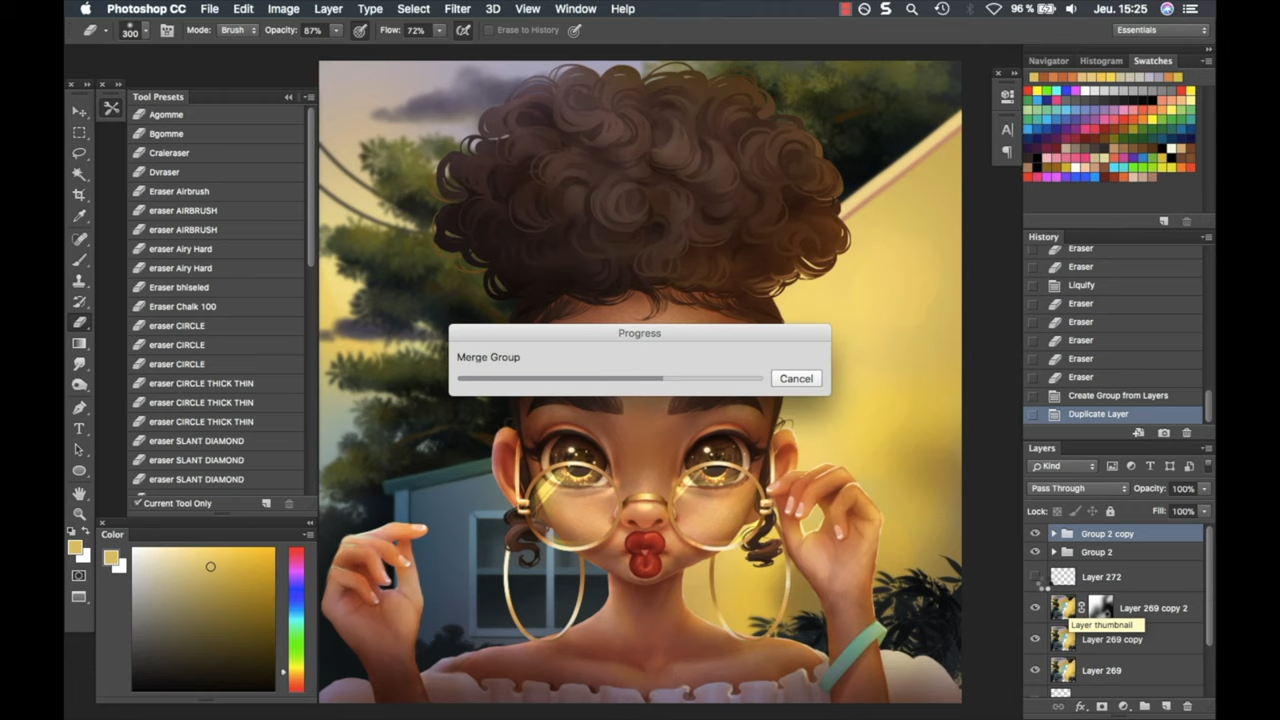 Photoshop CC File Edit Image Layer Type Select Filter 3D View Window Help 96 % Jeu. 15:25
300 Mode: Brush Opacity: 87% Flow: 72% Erase to History Essentials
Tool Presets
Agomme
Bgomme
Craieraser
Dvraser
Eraser Airbrush
eraser AIRBRUSH
eraser AIRBRUSH
eraser Airy Hard
eraser Airy Hard
Eraser bhiseled
Eraser Chalk 100
eraser CIRCLE
eraser CIRCLE
eraser CIRCLE
eraser CIRCLE THICK THIN
eraser CIRCLE THICK THIN
eraser CIRCLE THICK THIN
eraser SLANT DIAMOND
eraser SLANT DIAMOND
eraser SLANT DIAMOND
Current Tool Only
Color
Progress
Merge Group
Cancel
Navigator Histogram Swatches
History
Eraser
Eraser
Liquify
Eraser
Eraser
Eraser
Eraser
Eraser
Create Group from Layers
Duplicate Layer
Layers
Kind
Pass Through Opacity: 100%
Lock: Fill: 100%
Group 2 copy
Group 2
Layer 272
Layer 269 copy 2
Layer thumbnail
Layer 269 copy
Layer 269